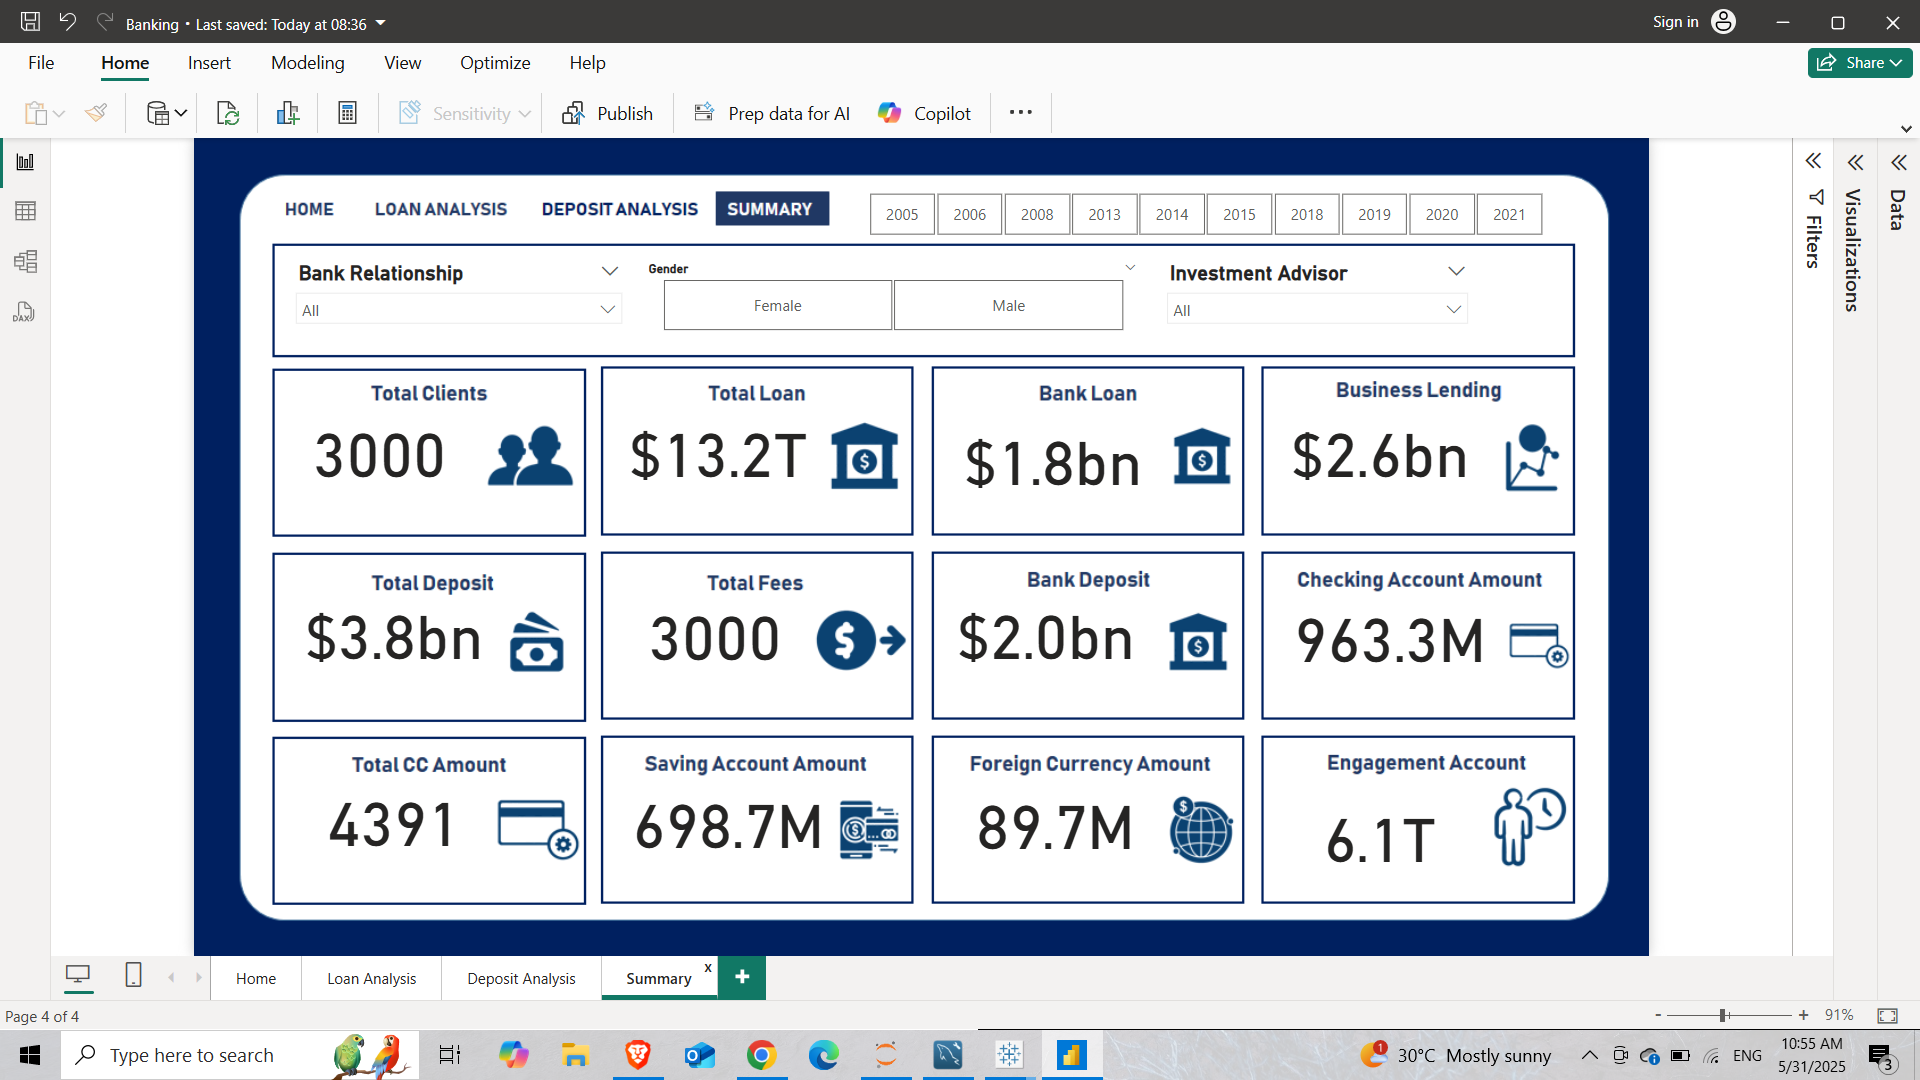 Banking • Last saved: Today at 08:36
Sign in
File Home Insert Modeling View Optimize Help
Share
Sensitivity Publish Prep data for AI Copilot
HOME LOAN ANALYSIS DEPOSIT ANALYSIS SUMMARY
2005 2006 2008 2013 2014 2015 2018 2019 2020 2021
Bank Relationship
All
Gender
Female Male
Investment Advisor
All
Total Clients
3000
Total Loan
$13.2T
Bank Loan
$1.8bn
Business Lending
$2.6bn
Total Deposit
$3.8bn
Total Fees
3000
Bank Deposit
$2.0bn
Checking Account Amount
963.3M
Total CC Amount
4391
Saving Account Amount
698.7M
Foreign Currency Amount
89.7M
Engagement Account
6.1T
Filters
Visualizations
Data
DAX
Home Loan Analysis Deposit Analysis Summary x +
Page 4 of 4
- + 91%
Type here to search
1
30°C Mostly sunny
ENG
10:55 AM
5/31/2025
3